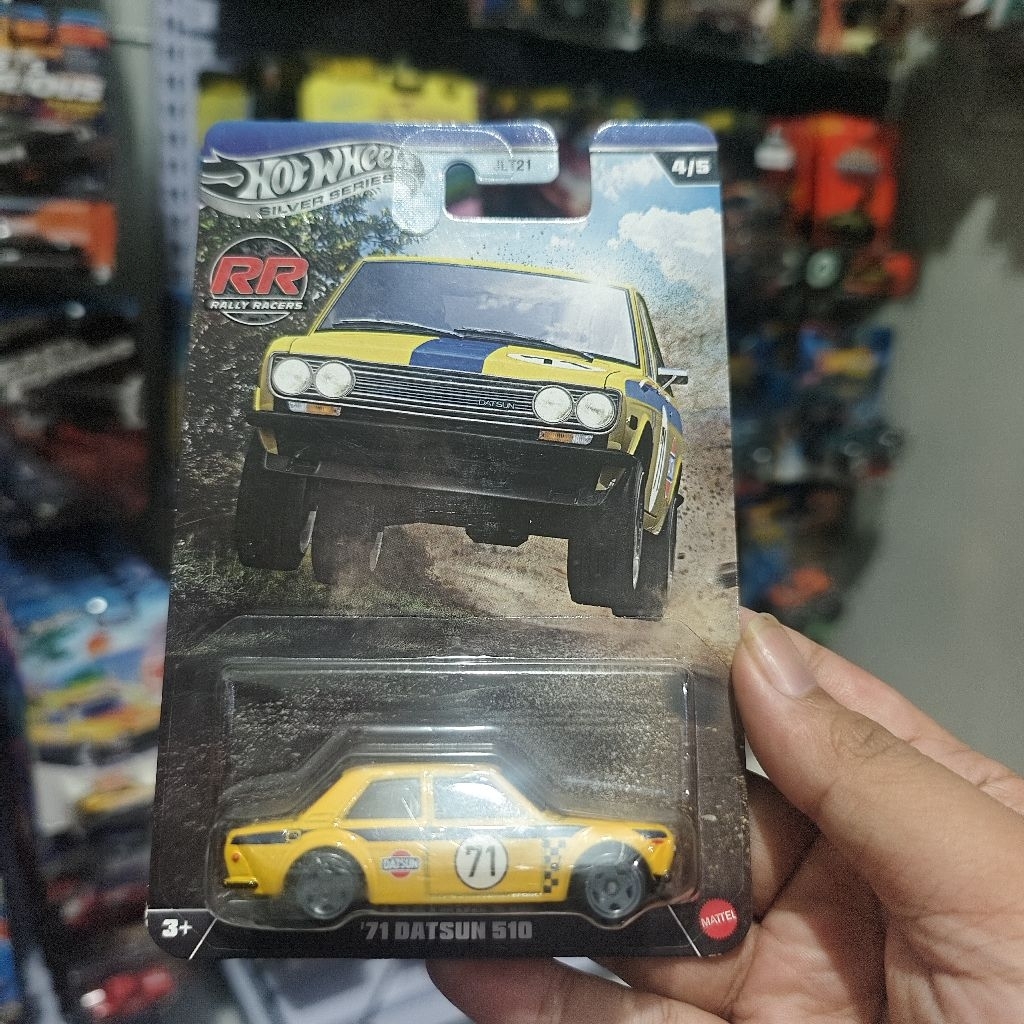 HOT WHEELS
SILVER SERIES
JLT21
4/5
RR
RALLY RACERS
DATSUN
DATSUN
71
3+
'71 DATSUN 510
MATTEL